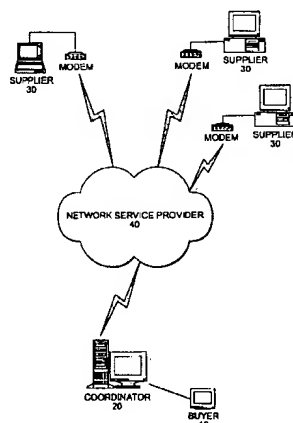 SUPPLIER
30
MODEM
MODEM
SUPPLIER
30
MODEM
SUPPLIER
30
NETWORK SERVICE PROVIDER
40
COORDINATOR
20
BUYER